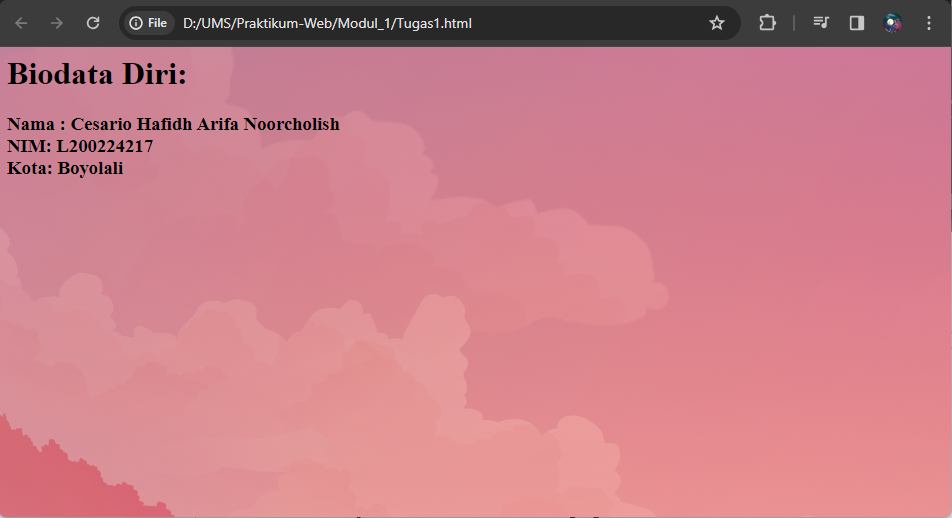 File
D:/UMS/Praktikum-Web/Modul_1/Tugas1.html
Biodata Diri:
Nama : Cesario Hafidh Arifa Noorcholish
NIM: L200224217
Kota: Boyolali